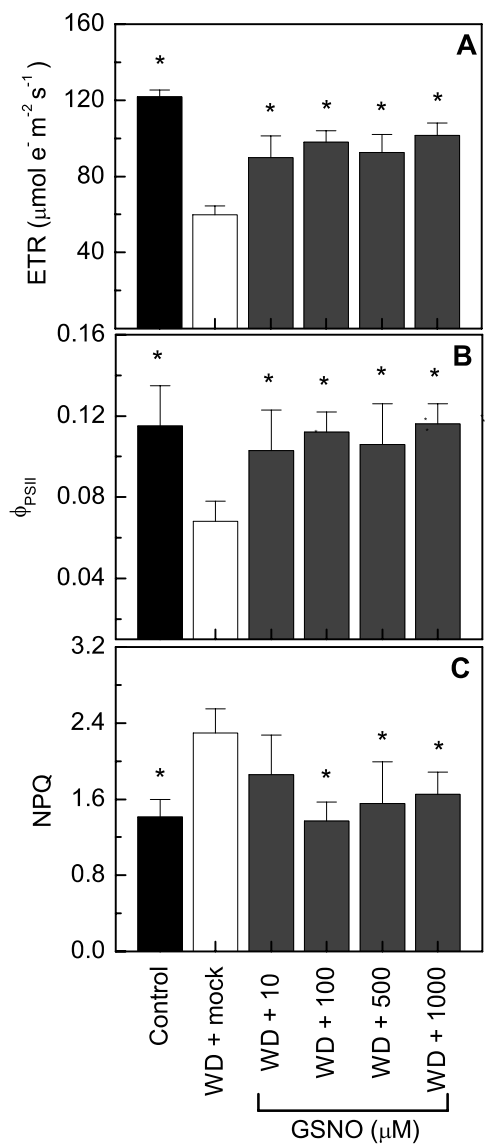 A
ETR (μmol e⁻ m⁻² s⁻¹)
160
120
80
40
*
*
*
*
*
B
ϕPSII
0.16
0.12
0.08
0.04
*
*
*
*
*
C
NPQ
3.2
2.4
1.6
0.8
0.0
*
*
*
*
Control
WD + mock
WD + 10
WD + 100
WD + 500
WD + 1000
GSNO (μM)